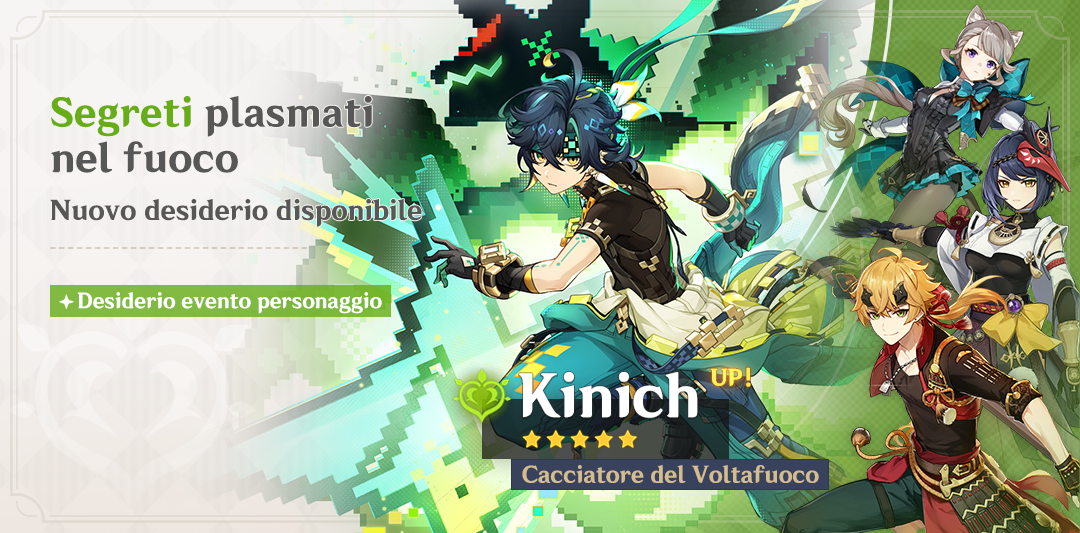 Segreti plasmati
nel fuoco
Nuovo desiderio disponibile
Desiderio evento personaggio
Kinich UP!
Cacciatore del Voltafuoco